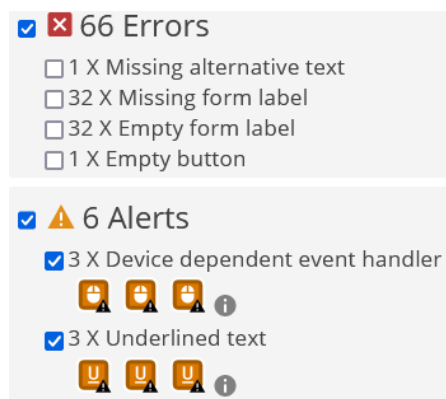 66 Errors
1 X Missing alternative text
32 X Missing form label
32 X Empty form label
1 X Empty button
6 Alerts
3 X Device dependent event handler
3 X Underlined text
U U U